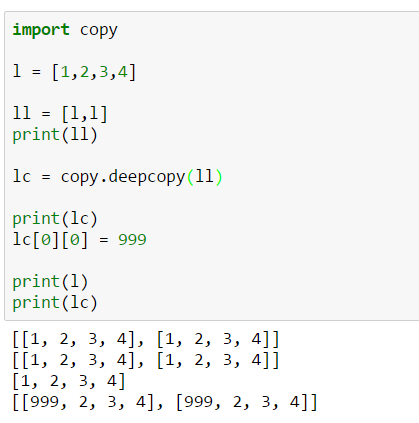 import copy
l = [1,2,3,4]
ll = [l,l]
print(ll)
lc = copy.deepcopy(ll)
print(lc)
lc[0][0] = 999
print(l)
print(lc)
[[1, 2, 3, 4], [1, 2, 3, 4]]
[[1, 2, 3, 4], [1, 2, 3, 4]]
[1, 2, 3, 4]
[[999, 2, 3, 4], [999, 2, 3, 4]]